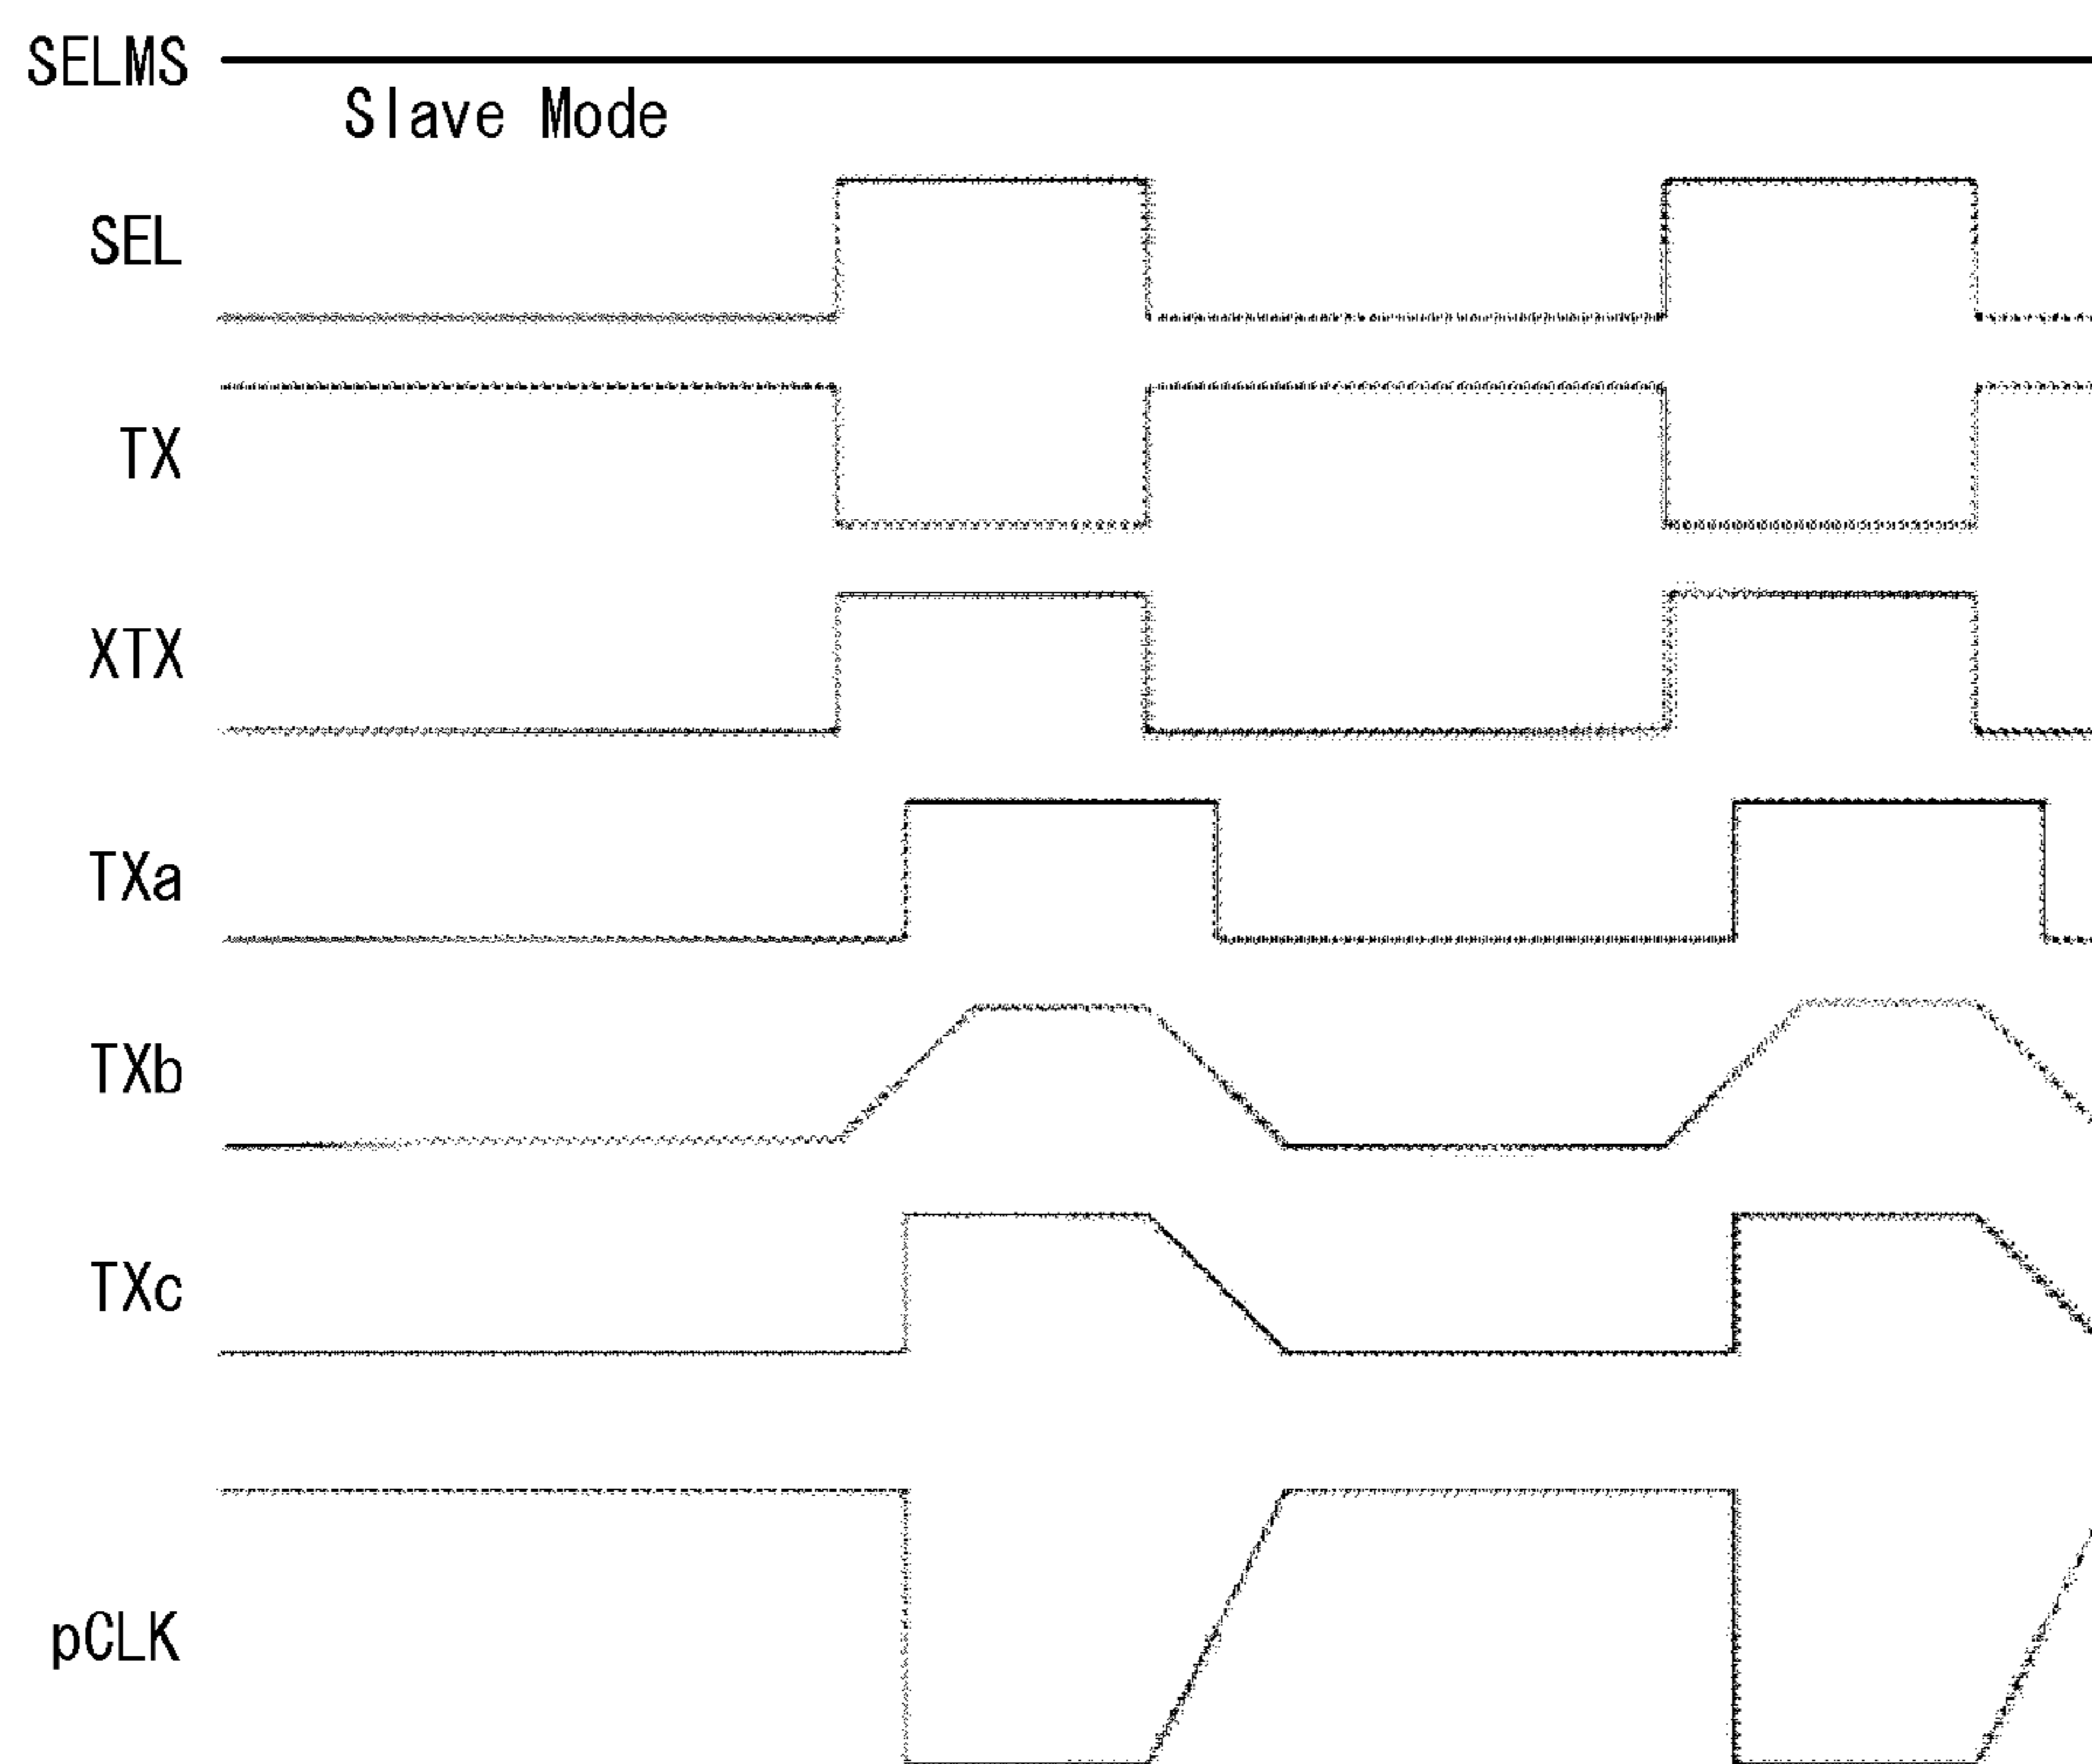 SELMS
Slave Mode
SEL
TX
XTX
TXa
TXb
TXc
pCLK